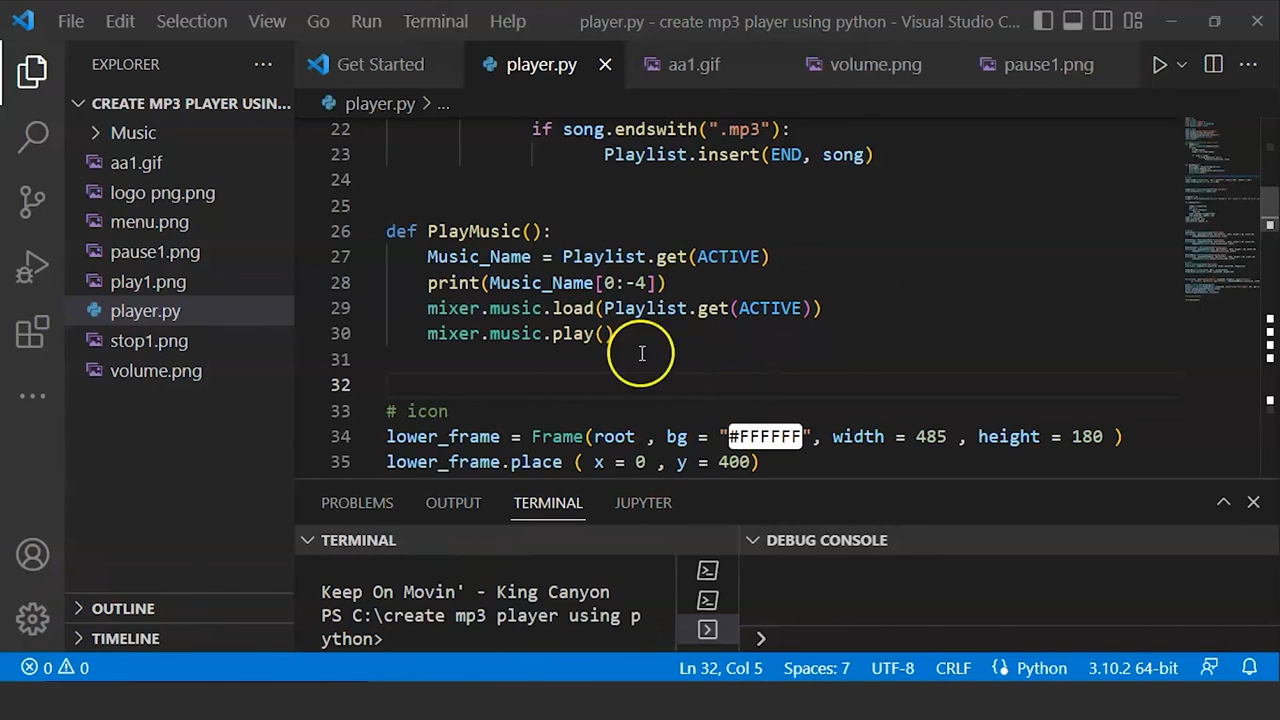 File Edit Selection View Go Run Terminal Help player.py - create mp3 player using python - Visual Studio C...
EXPLORER
Get Started player.py aa1.gif volume.png pause1.png
CREATE MP3 PLAYER USIN...
Music
aa1.gif
logo png.png
menu.png
pause1.png
play1.png
player.py
stop1.png
volume.png
OUTLINE
TIMELINE
player.py > ...
22 if song.endswith(".mp3"):
23 Playlist.insert(END, song)
24
25
26 def PlayMusic():
27 Music_Name = Playlist.get(ACTIVE)
28 print(Music_Name[0:-4])
29 mixer.music.load(Playlist.get(ACTIVE))
30 mixer.music.play()
31
32
33 # icon
34 lower_frame = Frame(root , bg = "#FFFFFF", width = 485 , height = 180 )
35 lower_frame.place ( x = 0 , y = 400)
PROBLEMS OUTPUT TERMINAL JUPYTER
TERMINAL
Keep On Movin' - King Canyon
PS C:\create mp3 player using p
ython>
DEBUG CONSOLE
0 0 Ln 32, Col 5 Spaces: 7 UTF-8 CRLF Python 3.10.2 64-bit